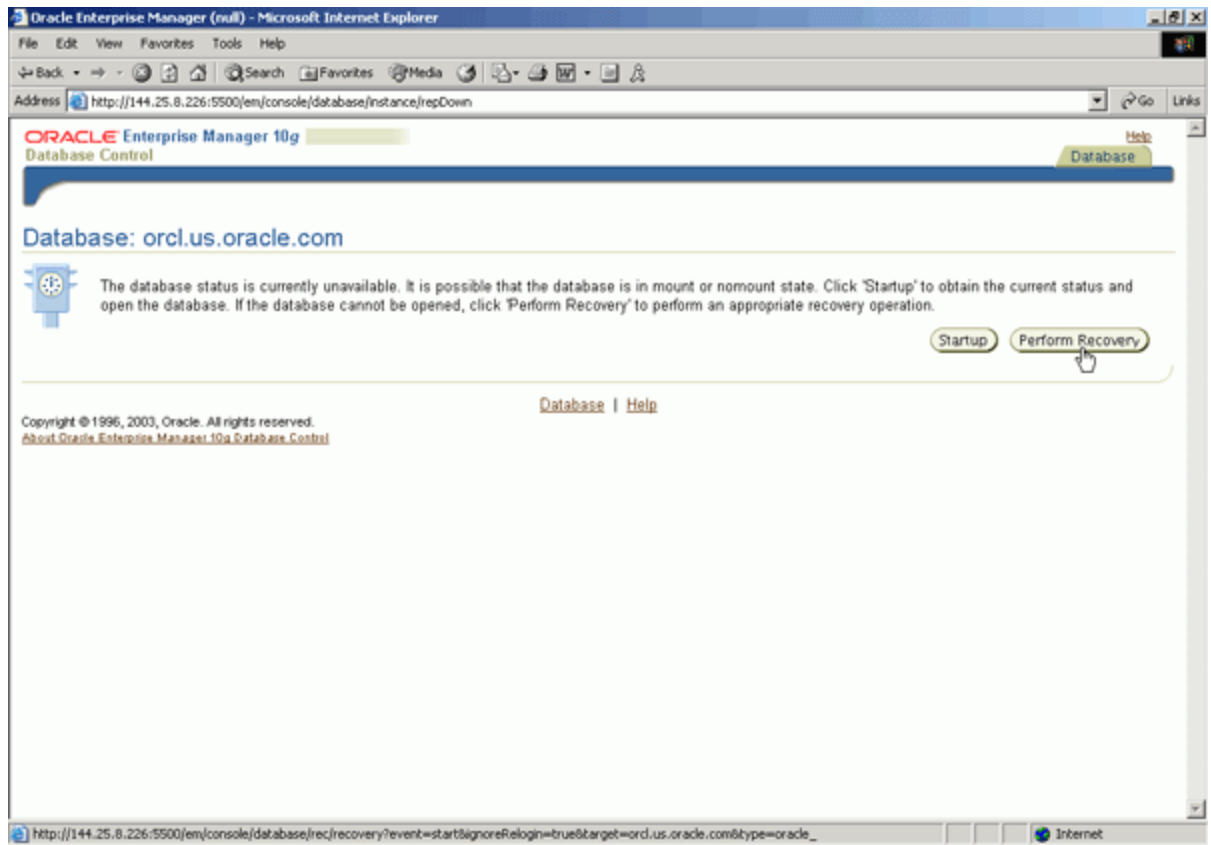 Oracle Enterprise Manager (null) - Microsoft Internet Explorer
File Edit View Favorites Tools Help
Back Search Favorites Media
Address http://144.25.8.226:5500/em/console/database/instance/repDown Go Links
ORACLE Enterprise Manager 10g Help
Database Control Database
Database: orcl.us.oracle.com
The database status is currently unavailable. It is possible that the database is in mount or nomount state. Click 'Startup' to obtain the current status and
open the database. If the database cannot be opened, click 'Perform Recovery' to perform an appropriate recovery operation.
Startup Perform Recovery
Database | Help
Copyright © 1996, 2003, Oracle. All rights reserved.
About Oracle Enterprise Manager 10g Database Control
http://144.25.8.226:5500/em/console/database/rec/recovery?event=start&ignoreRelogin=true&target=orcl.us.oracle.com&type=oracle_ Internet